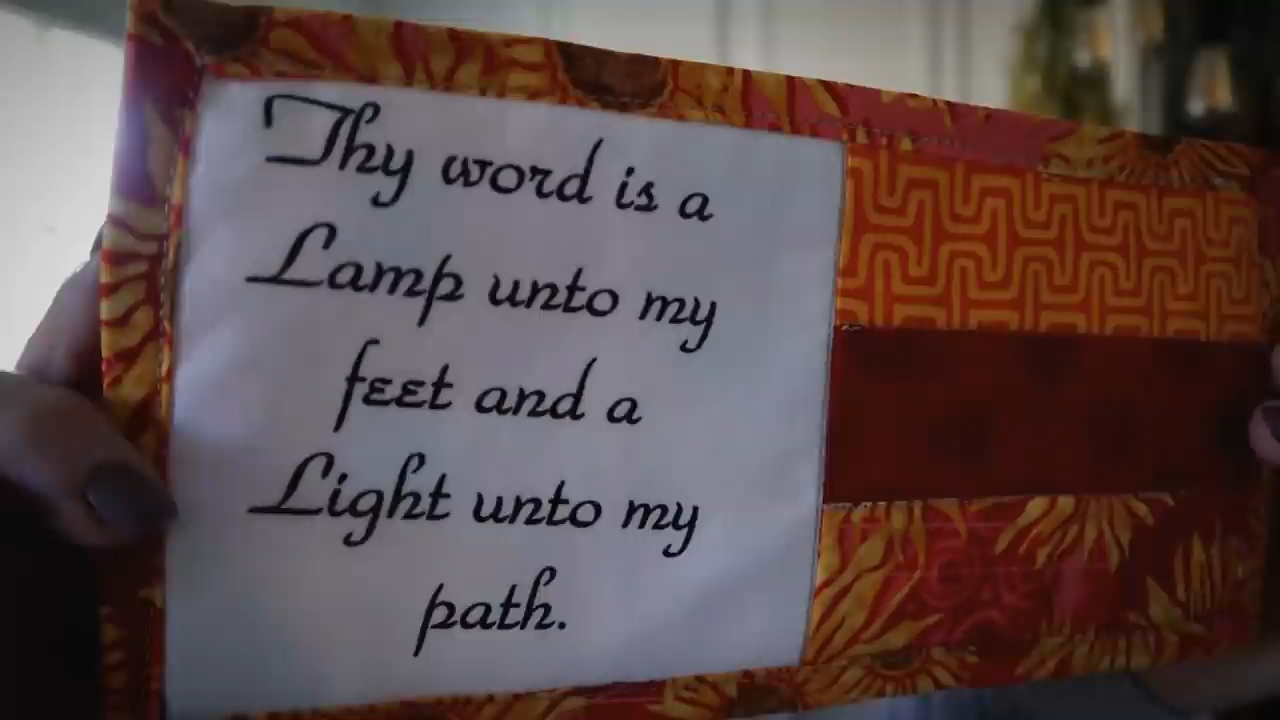 Thy word is a
Lamp unto my
feet and a
Light unto my
path.